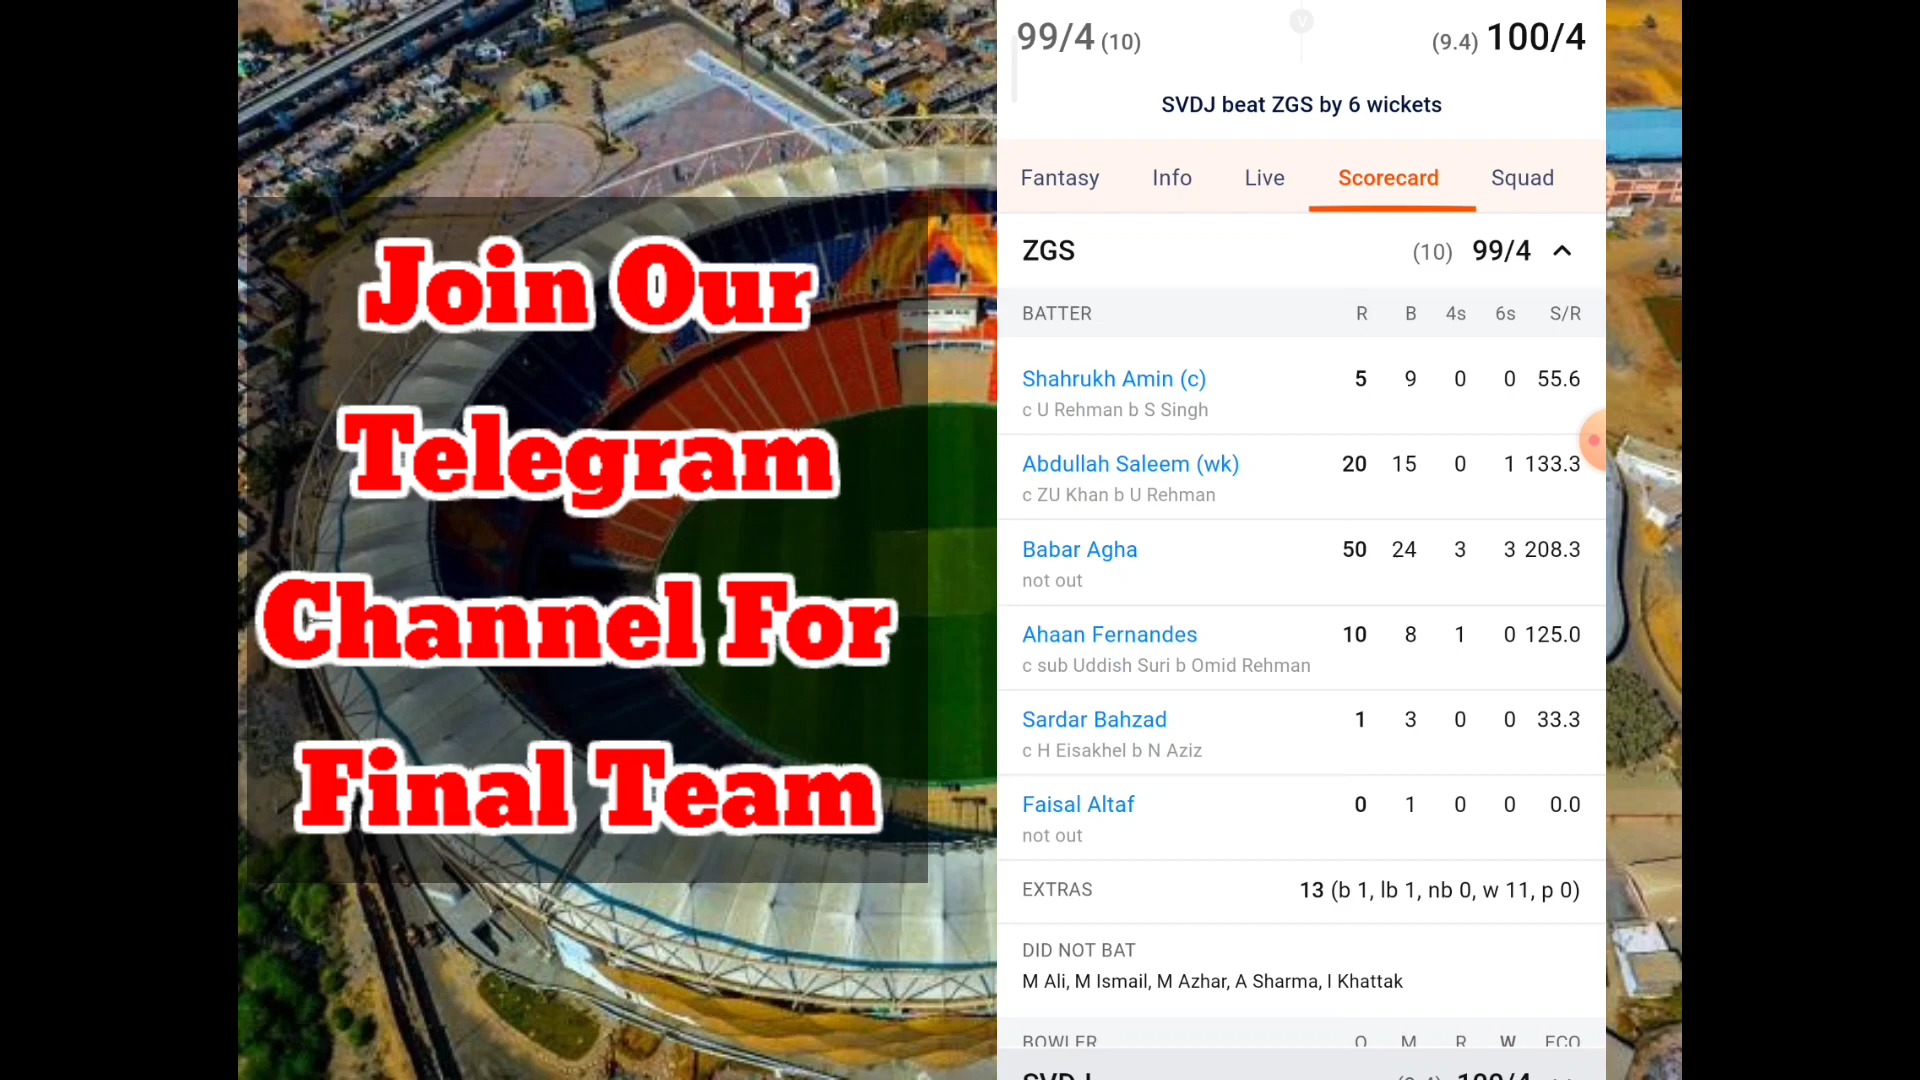 Join Our
Telegram
Channel For
Final Team
99/4 (10) V (9.4) 100/4
SVDJ beat ZGS by 6 wickets
Fantasy Info Live Scorecard Squad
ZGS (10) 99/4
BATTER R B 4s 6s S/R
Shahrukh Amin (c) 5 9 0 0 55.6
c U Rehman b S Singh
Abdullah Saleem (wk) 20 15 0 1 133.3
c ZU Khan b U Rehman
Babar Agha 50 24 3 3 208.3
not out
Ahaan Fernandes 10 8 1 0 125.0
c sub Uddish Suri b Omid Rehman
Sardar Bahzad 1 3 0 0 33.3
c H Eisakhel b N Aziz
Faisal Altaf 0 1 0 0 0.0
not out
EXTRAS 13 (b 1, lb 1, nb 0, w 11, p 0)
DID NOT BAT
M Ali, M Ismail, M Azhar, A Sharma, I Khattak
BOWLER O M R W ECO
SVDJ (9.4) 100/4